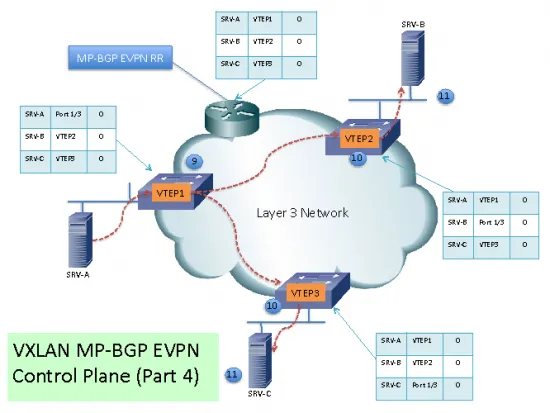 SRV-A VTEP1 0
SRV-B VTEP2 0
SRV-C VTEP3 0
SRV-B
MP-BGP EVPN RR
11
SRV-A Port 1/3 0
SRV-B VTEP2 0
SRV-C VTEP3 0
VTEP2
9
10
VTEP1
SRV-A VTEP1 0
SRV-B Port 1/3 0
SRV-C VTEP3 0
Layer 3 Network
SRV-A
VTEP3
10
VXLAN MP-BGP EVPN
Control Plane (Part 4)
11
SRV-C
SRV-A VTEP1 0
SRV-B VTEP2 0
SRV-C Port 1/3 0